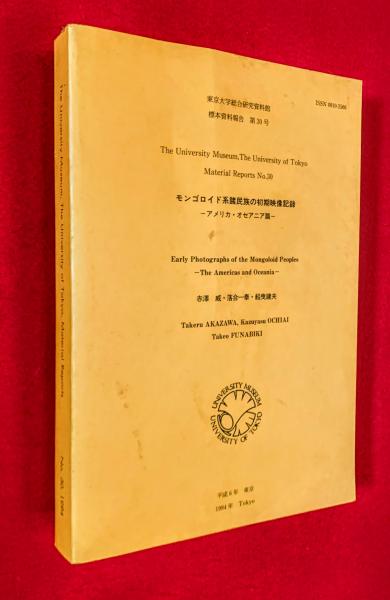 東京大学総合研究資料館
ISSN 0910-2566
標本資料報告 第30号
The University Museum, The University of Tokyo
Material Reports No.30
モンゴロイド系諸民族の初期映像記録
－アメリカ・オセアニア篇－
Early Photographs of the Mongoloid Peoples
－The Americas and Oceania－
赤澤 威・落合一泰・船曳建夫
Takeru AKAZAWA, Kazuyasu OCHIAI
Takeo FUNABIKI
UNIVERSITY MUSEUM
UNIVERSITY OF TOKYO
平成6年 東京
1994年 Tokyo
The University Museum, The University of Tokyo, Material Reports
No. 30 1994